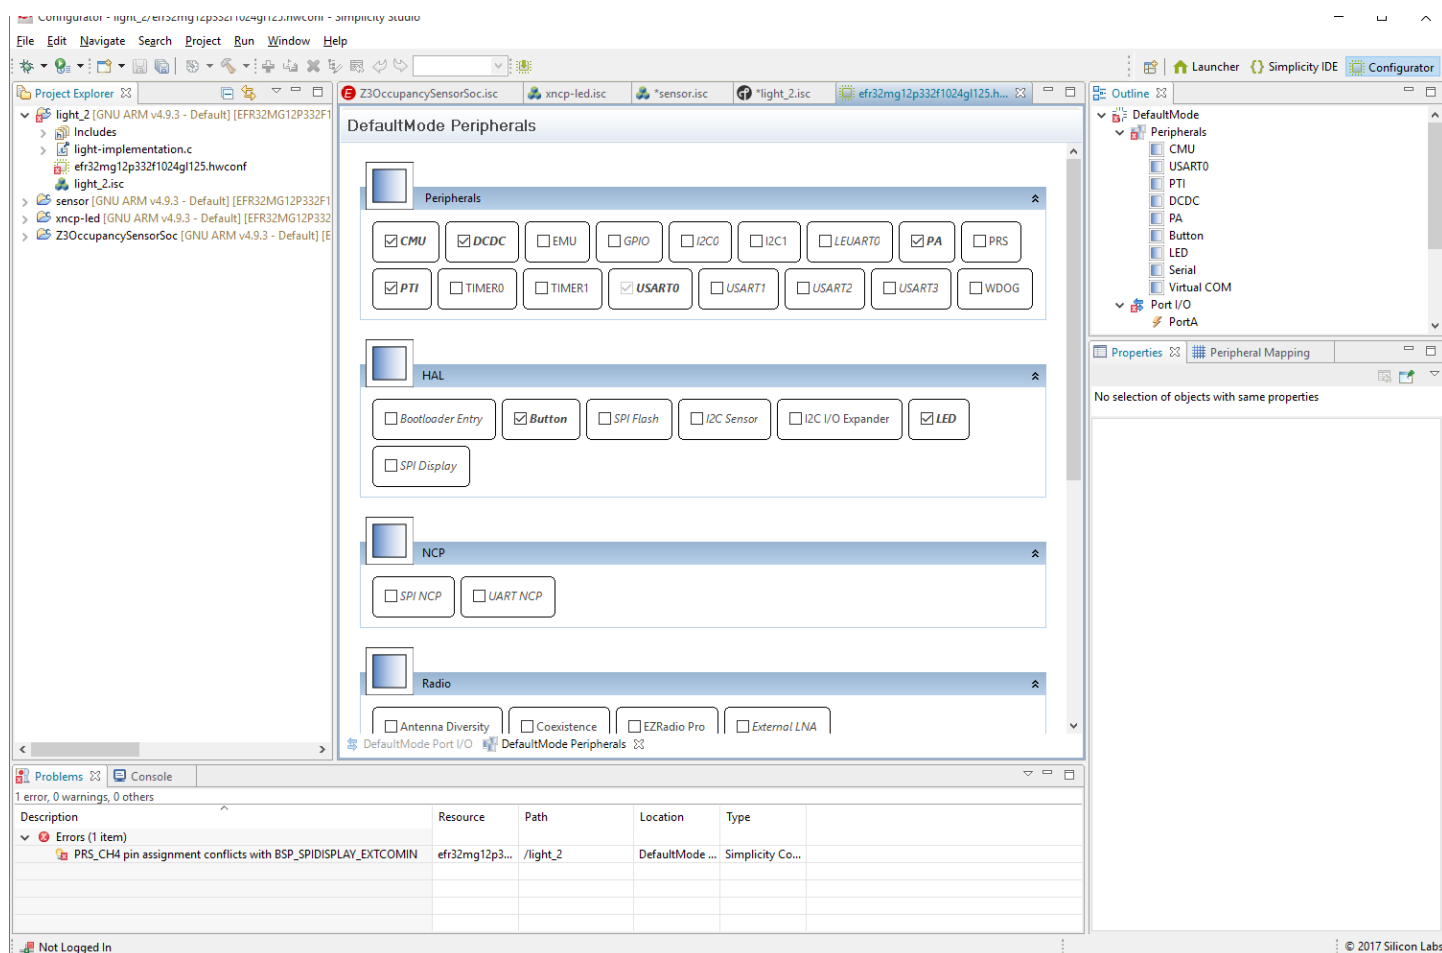 Configurator - light_2/efr32mg12p332f1024gl125.hwconf - Simplicity Studio
File Edit Navigate Search Project Run Window Help
Launcher Simplicity IDE Configurator
Project Explorer
light_2 [GNU ARM v4.9.3 - Default] [EFR32MG12P332F1
Includes
light-implementation.c
efr32mg12p332f1024gl125.hwconf
light_2.isc
sensor [GNU ARM v4.9.3 - Default] [EFR32MG12P332F1
xncp-led [GNU ARM v4.9.3 - Default] [EFR32MG12P332
Z3OccupancySensorSoc [GNU ARM v4.9.3 - Default] [E
Z3OccupancySensorSoc.isc xncp-led.isc *sensor.isc *light_2.isc efr32mg12p332f1024gl125.h...
DefaultMode Peripherals
Peripherals
CMU DCDC EMU GPIO I2C0 I2C1 LEUART0 PA PRS
PTI TIMER0 TIMER1 USART0 USART1 USART2 USART3 WDOG
HAL
Bootloader Entry Button SPI Flash I2C Sensor I2C I/O Expander LED
SPI Display
NCP
SPI NCP UART NCP
Radio
Antenna Diversity Coexistence EZRadio Pro External LNA
DefaultMode Port I/O DefaultMode Peripherals
Outline
DefaultMode
Peripherals
CMU
USART0
PTI
DCDC
PA
Button
LED
Serial
Virtual COM
Port I/O
PortA
Properties Peripheral Mapping
No selection of objects with same properties
Problems Console
1 error, 0 warnings, 0 others
Description Resource Path Location Type
Errors (1 item)
PRS_CH4 pin assignment conflicts with BSP_SPIDISPLAY_EXTCOMIN efr32mg12p3... /light_2 DefaultMode ... Simplicity Co...
Not Logged In
© 2017 Silicon Labs